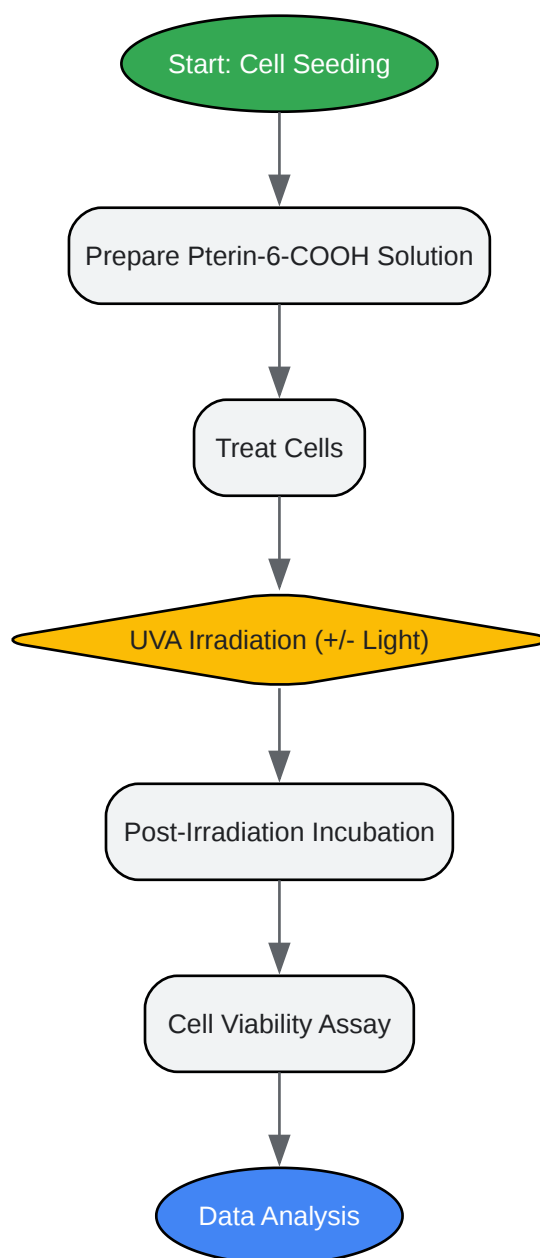 Start: Cell Seeding
Prepare Pterin-6-COOH Solution
Treat Cells
UVA Irradiation (+/- Light)
Post-Irradiation Incubation
Cell Viability Assay
Data Analysis